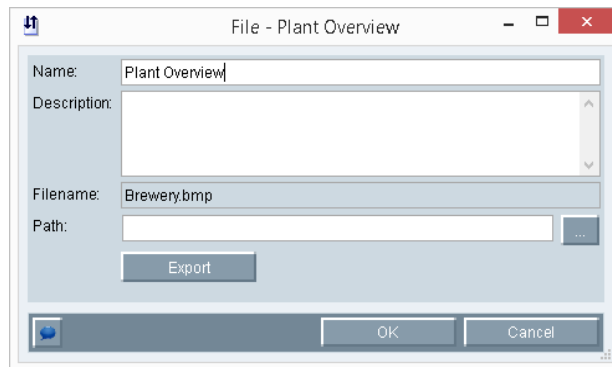 File - Plant Overview
Name: Plant Overview
Description:
Filename: Brewery.bmp
Path: ...
Export
OK Cancel